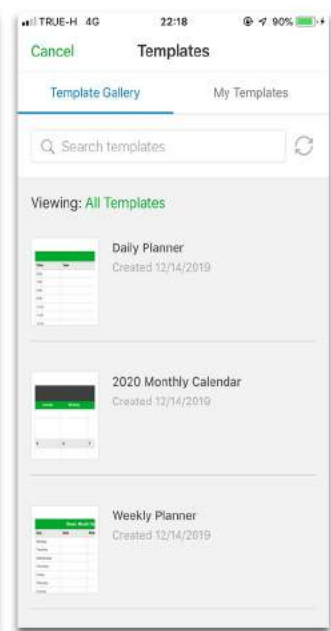 TRUE-H 4G 22:18 90%
Cancel Templates
Template Gallery My Templates
Search templates
Viewing: All Templates
Daily Planner
Created 12/14/2019
2020 Monthly Calendar
Created 12/14/2019
Weekly Planner
Created 12/14/2019